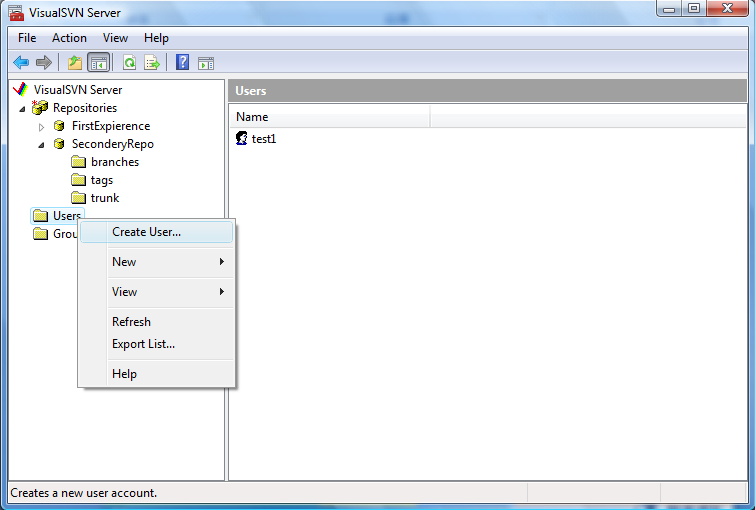 VisualSVN Server
File Action View Help
VisualSVN Server
Repositories
FirstExpierence
SeconderyRepo
branches
tags
trunk
Users
Grou
Users
Name
test1
Create User...
New
View
Refresh
Export List...
Help
Creates a new user account.